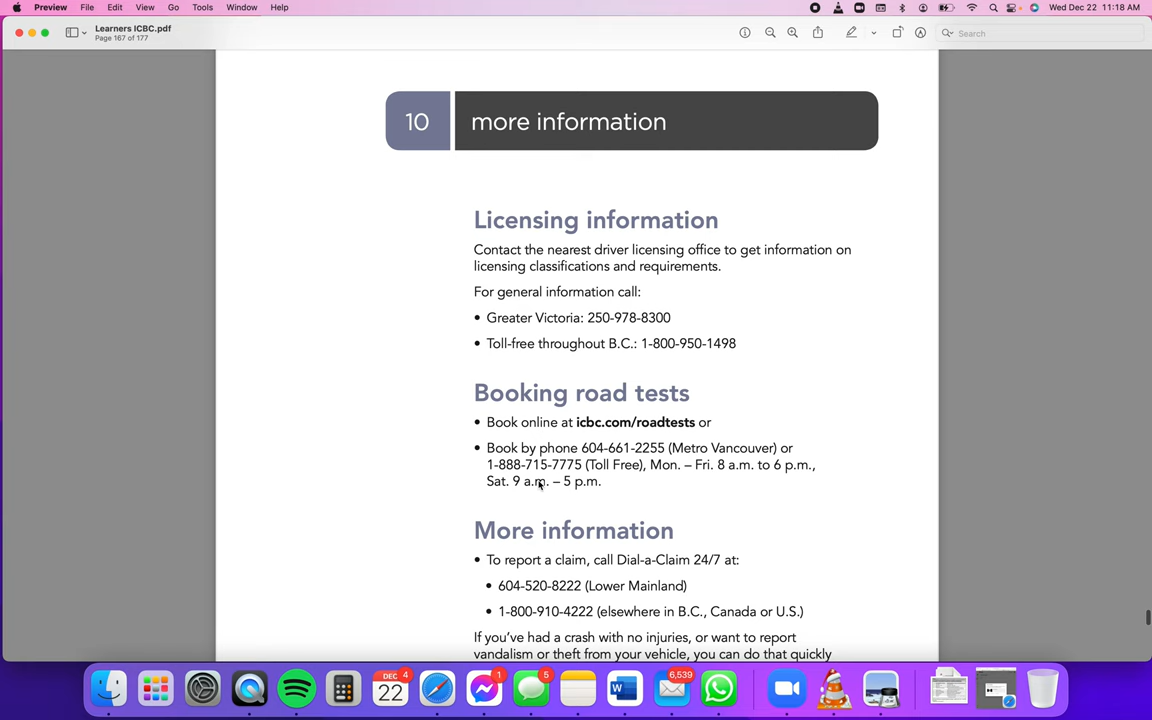 Preview File Edit View Go Tools Window Help Wed Dec 22 11:18 AM
Learners ICBC.pdf
Page 167 of 177
Search
10 more information
Licensing information
Contact the nearest driver licensing office to get information on
licensing classifications and requirements.
For general information call:
• Greater Victoria: 250-978-8300
• Toll-free throughout B.C.: 1-800-950-1498
Booking road tests
• Book online at icbc.com/roadtests or
• Book by phone 604-661-2255 (Metro Vancouver) or
1-888-715-7775 (Toll Free), Mon. – Fri. 8 a.m. to 6 p.m.,
Sat. 9 a.m. – 5 p.m.
More information
• To report a claim, call Dial-a-Claim 24/7 at:
• 604-520-8222 (Lower Mainland)
• 1-800-910-4222 (elsewhere in B.C., Canada or U.S.)
If you've had a crash with no injuries, or want to report
vandalism or theft from your vehicle, you can do that quickly
DEC 4 1 5 6,539
22